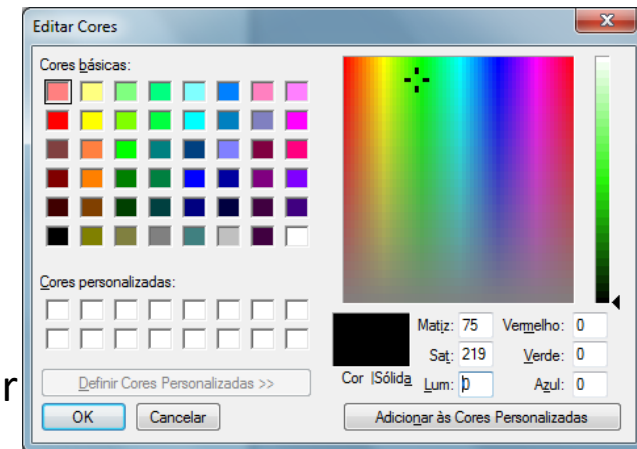 Editar Cores
Cores básicas:
Cores personalizadas:
r
Definir Cores Personalizadas >>
OK
Cancelar
Cor |Sólida
Matiz: 75
Sat: 219
Lum: 0
Vermelho: 0
Verde: 0
Azul: 0
Adicionar às Cores Personalizadas